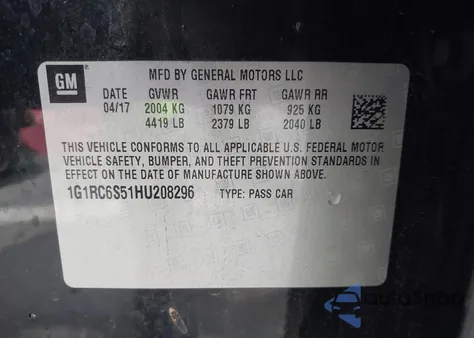 GM
MFD BY GENERAL MOTORS LLC
DATE GVWR GAWR FRT GAWR RR
04/17 2004 KG 1079 KG 925 KG
4419 LB 2379 LB 2040 LB
THIS VEHICLE CONFORMS TO ALL APPLICABLE U.S. FEDERAL MOTOR
VEHICLE SAFETY, BUMPER, AND THEFT PREVENTION STANDARDS
IN EFFECT ON THE DATE OF MANUFACTURE SHOWN ABOVE.
1G1RC6S51HU208296 TYPE: PASS CAR